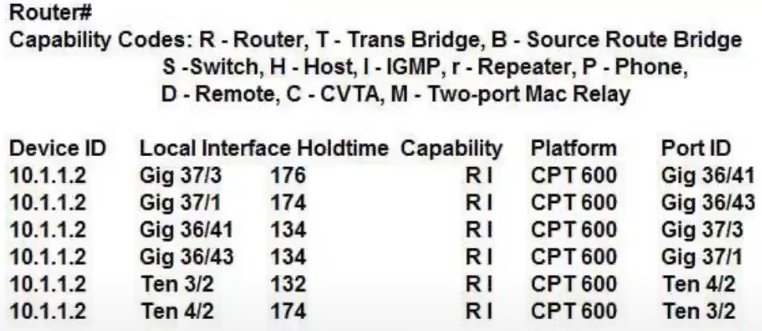 Router#
Capability Codes: R - Router, T - Trans Bridge, B - Source Route Bridge
S -Switch, H - Host, I - IGMP, r - Repeater, P - Phone,
D - Remote, C - CVTA, M - Two-port Mac Relay
Device ID Local Interface Holdtime Capability Platform Port ID
10.1.1.2 Gig 37/3 176 R I CPT 600 Gig 36/41
10.1.1.2 Gig 37/1 174 R I CPT 600 Gig 36/43
10.1.1.2 Gig 36/41 134 R I CPT 600 Gig 37/3
10.1.1.2 Gig 36/43 134 R I CPT 600 Gig 37/1
10.1.1.2 Ten 3/2 132 R I CPT 600 Ten 4/2
10.1.1.2 Ten 4/2 174 R I CPT 600 Ten 3/2